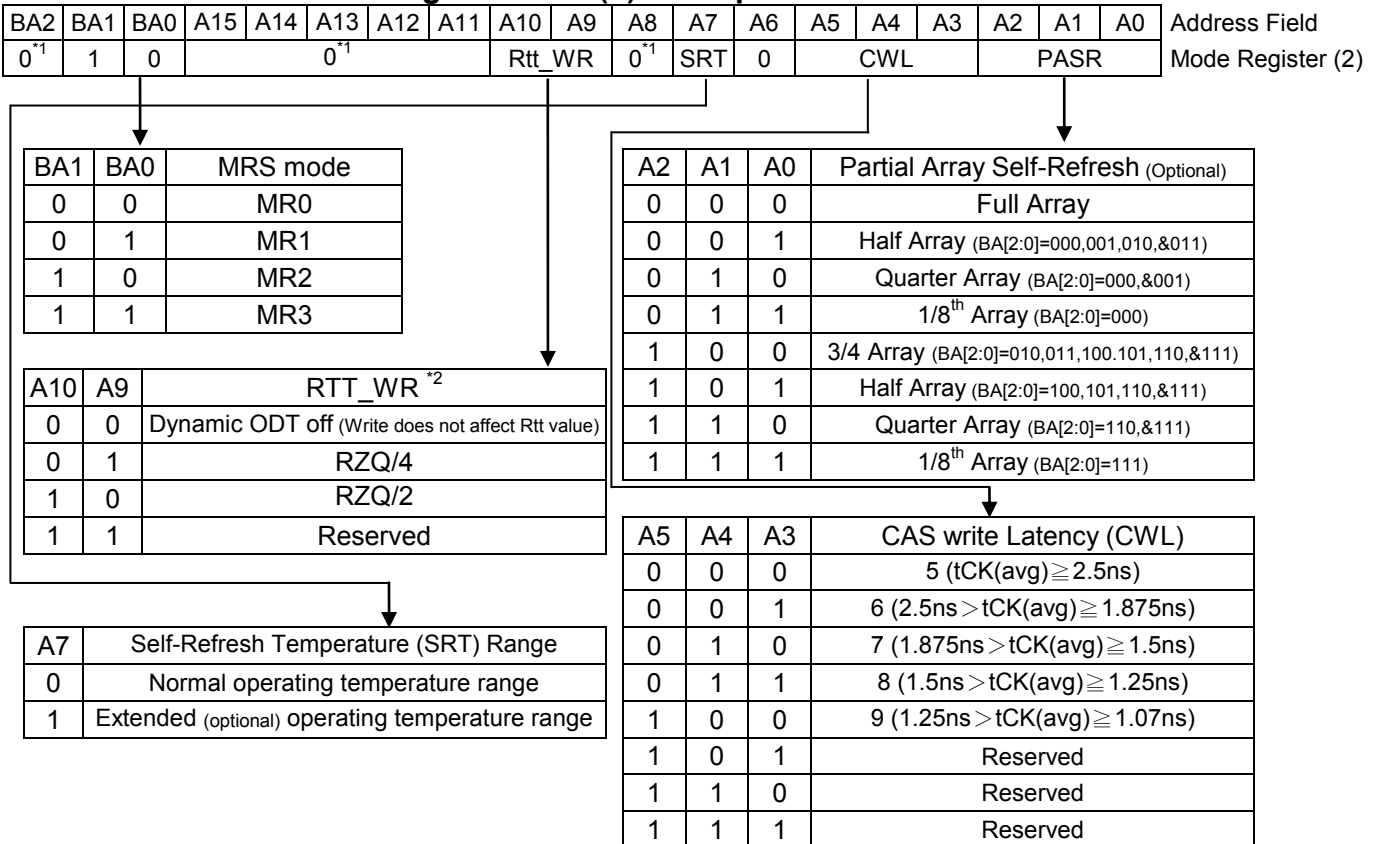 BA2 BA1 BA0 A15 A14 A13 A12 A11 A10 A9 A8 A7 A6 A5 A4 A3 A2 A1 A0 Address Field
0*1 1 0 0*1 Rtt_WR 0*1 SRT 0 CWL PASR Mode Register (2)
BA1 BA0 MRS mode
0 0 MR0
0 1 MR1
1 0 MR2
1 1 MR3
A10 A9 RTT_WR *2
0 0 Dynamic ODT off (Write does not affect Rtt value)
0 1 RZQ/4
1 0 RZQ/2
1 1 Reserved
A7 Self-Refresh Temperature (SRT) Range
0 Normal operating temperature range
1 Extended (optional) operating temperature range
A2 A1 A0 Partial Array Self-Refresh (Optional)
0 0 0 Full Array
0 0 1 Half Array (BA[2:0]=000,001,010,&011)
0 1 0 Quarter Array (BA[2:0]=000,&001)
0 1 1 1/8th Array (BA[2:0]=000)
1 0 0 3/4 Array (BA[2:0]=010,011,100.101,110,&111)
1 0 1 Half Array (BA[2:0]=100,101,110,&111)
1 1 0 Quarter Array (BA[2:0]=110,&111)
1 1 1 1/8th Array (BA[2:0]=111)
A5 A4 A3 CAS write Latency (CWL)
0 0 0 5 (tCK(avg)≧2.5ns)
0 0 1 6 (2.5ns>tCK(avg)≧1.875ns)
0 1 0 7 (1.875ns>tCK(avg)≧1.5ns)
0 1 1 8 (1.5ns>tCK(avg)≧1.25ns)
1 0 0 9 (1.25ns>tCK(avg)≧1.07ns)
1 0 1 Reserved
1 1 0 Reserved
1 1 1 Reserved